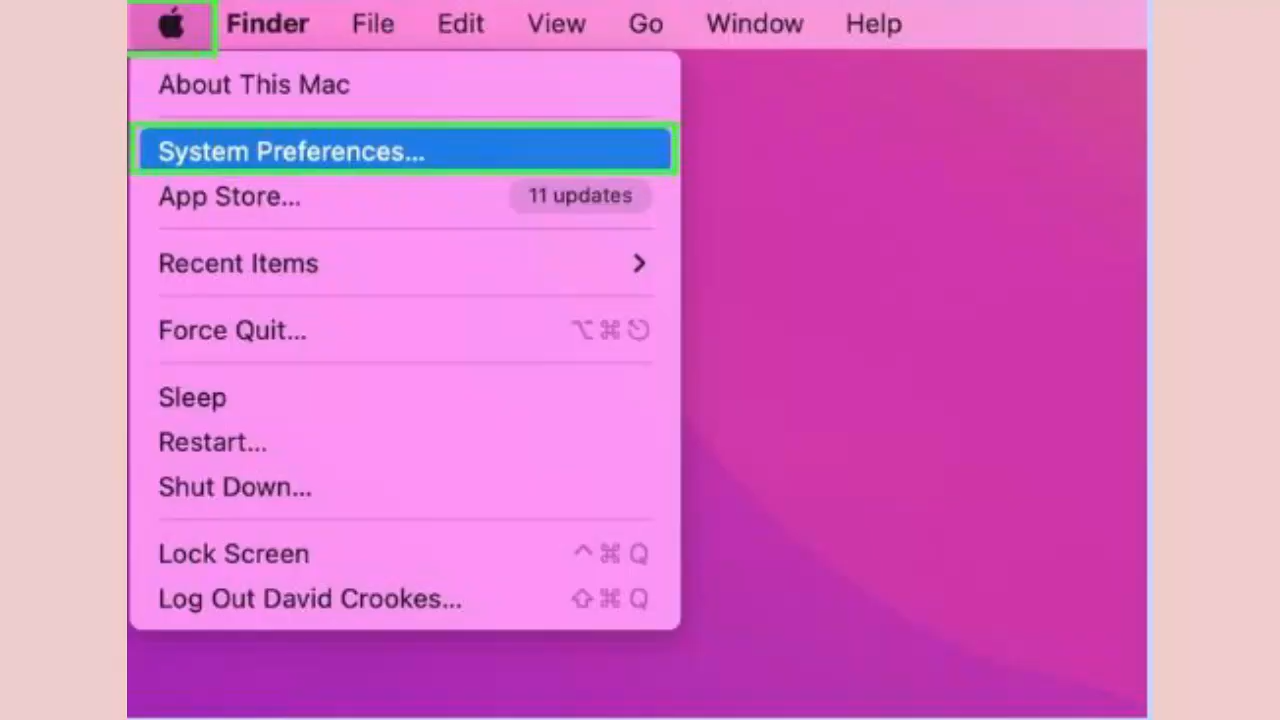 Finder File Edit View Go Window Help
About This Mac
System Preferences...
App Store... 11 updates
Recent Items
Force Quit... ⌥⌘⎋
Sleep
Restart...
Shut Down...
Lock Screen ^⌘Q
Log Out David Crookes... ⇧⌘Q